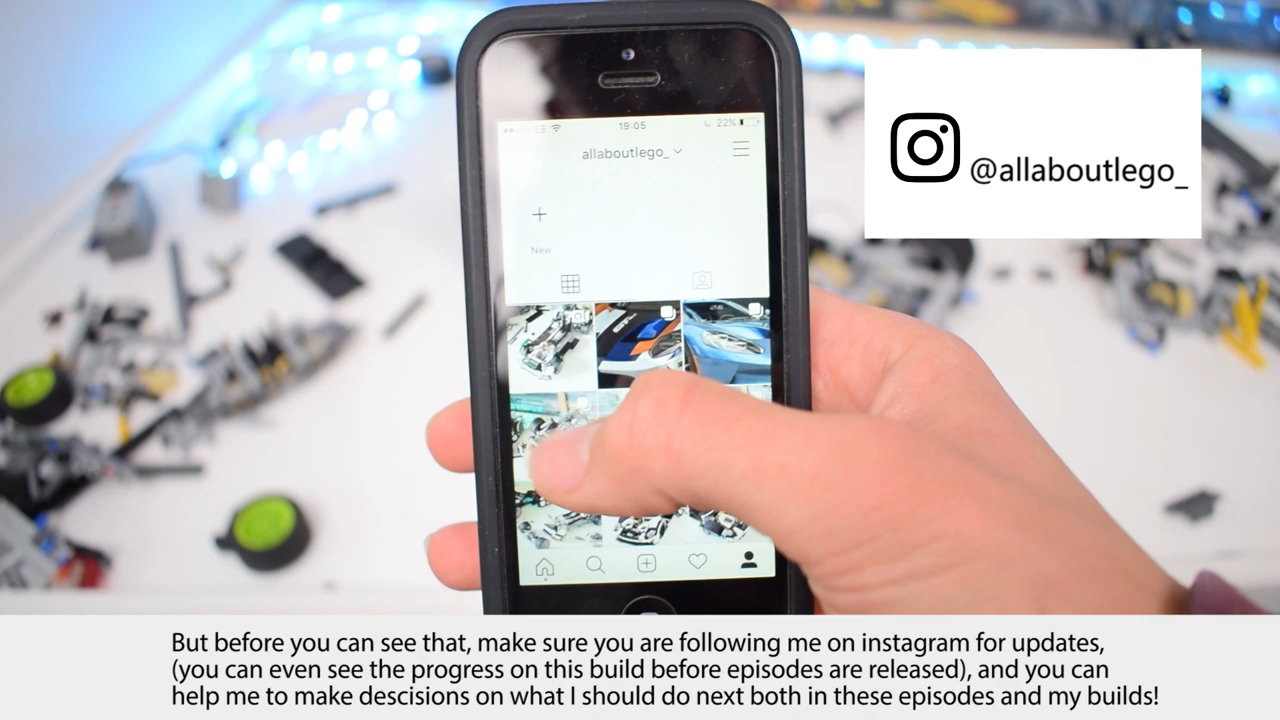 EE
19:05
22%
allaboutlego_
@allaboutlego_
New
But before you can see that, make sure you are following me on instagram for updates,
(you can even see the progress on this build before episodes are released), and you can
help me to make descisions on what I should do next both in these episodes and my builds!